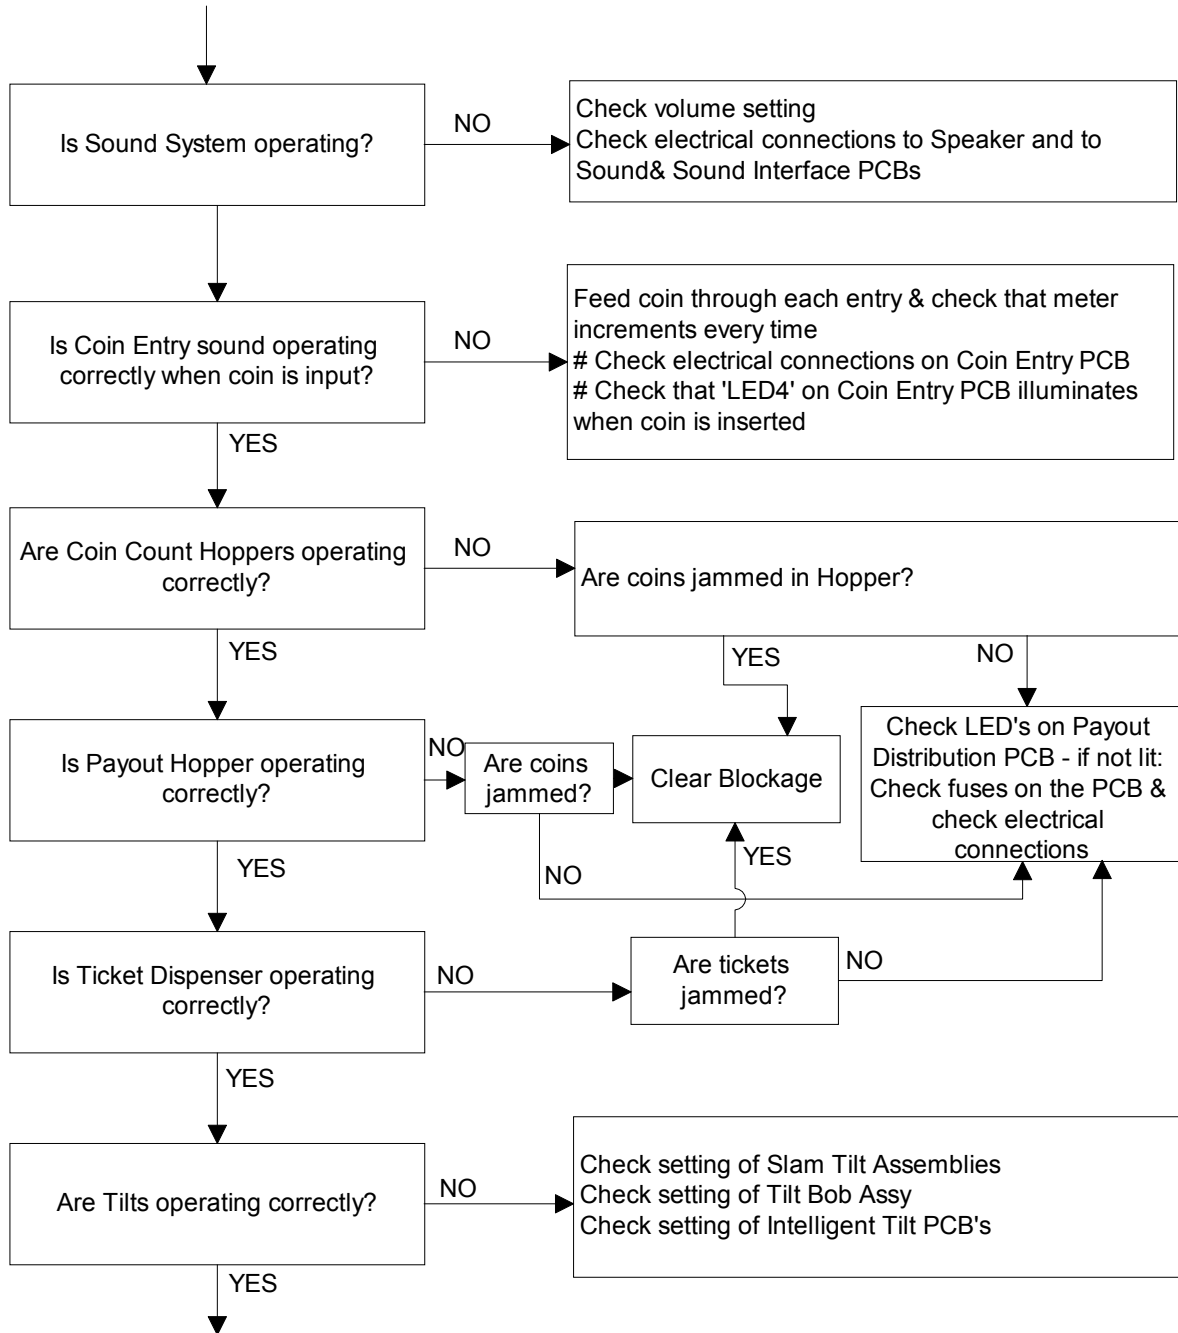 Is Sound System operating?
NO
Check volume setting
Check electrical connections to Speaker and to
Sound& Sound Interface PCBs
Is Coin Entry sound operating
correctly when coin is input?
NO
Feed coin through each entry & check that meter
increments every time
# Check electrical connections on Coin Entry PCB
# Check that 'LED4' on Coin Entry PCB illuminates
when coin is inserted
YES
Are Coin Count Hoppers operating
correctly?
NO
Are coins jammed in Hopper?
YES
YES
NO
Is Payout Hopper operating
correctly?
NO
Are coins
jammed?
Clear Blockage
Check LED's on Payout
Distribution PCB - if not lit:
Check fuses on the PCB &
check electrical
connections
YES
NO
YES
Is Ticket Dispenser operating
correctly?
NO
Are tickets
jammed?
NO
YES
Are Tilts operating correctly?
NO
Check setting of Slam Tilt Assemblies
Check setting of Tilt Bob Assy
Check setting of Intelligent Tilt PCB's
YES